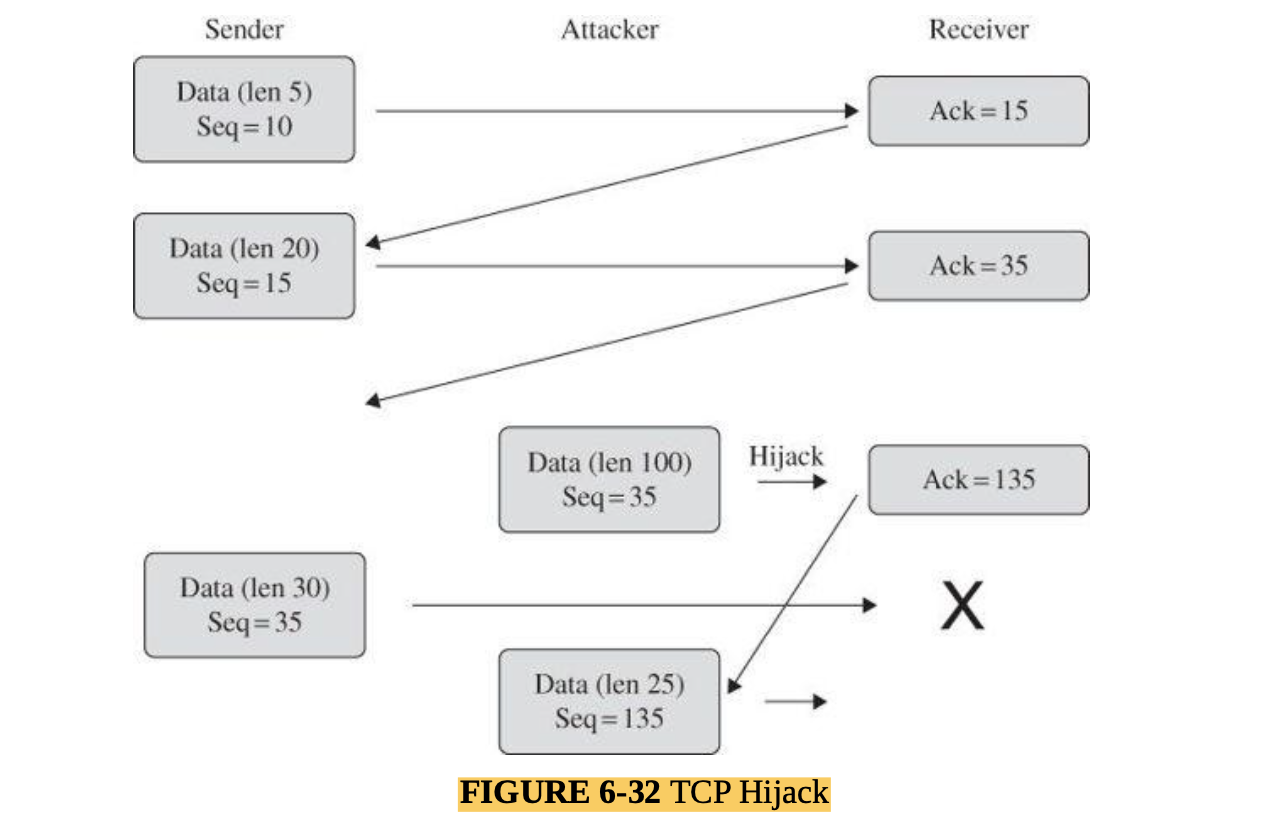 Sender
Attacker
Receiver
Data (len 5)
Seq = 10
Ack = 15
Data (len 20)
Seq = 15
Ack = 35
Data (len 100)
Seq = 35
Hijack
Ack = 135
Data (len 30)
Seq = 35
X
Data (len 25)
Seq = 135
FIGURE 6-32 TCP Hijack